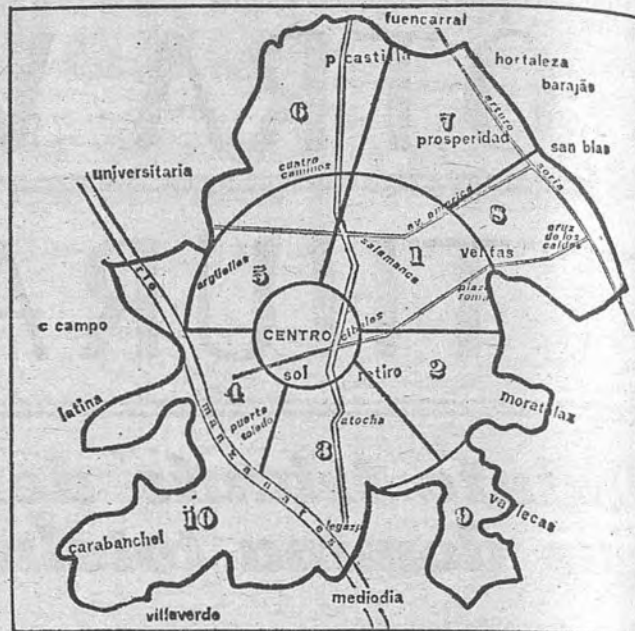 fuencarral
p castilla
hortaleza
barajas
6
7
prosperidad
arturo
soria
san blas
universitaria
cuatro
caminos
av. america
8
cruz
de los
caidos
salamanca
1
ventas
argüelles
5
plaza
roma
rio
c campo
CENTRO
cibeles
sol
retiro
2
4
latina
puerta
toledo
moratalaz
atocha
3
manzanares
vallecas
9
10
legazpi
carabanchel
mediodia
villaverde